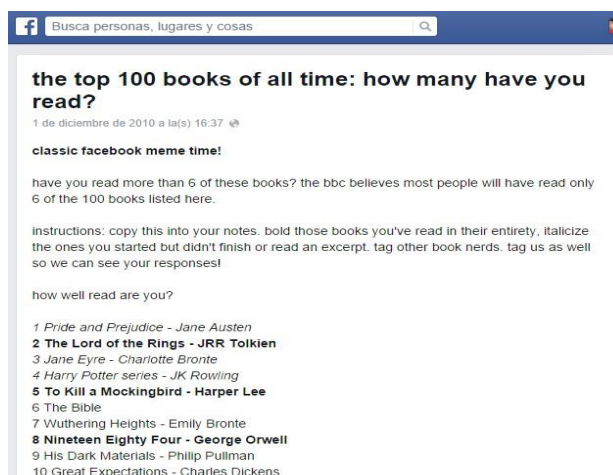 f
Busca personas, lugares y cosas
the top 100 books of all time: how many have you
read?
1 de diciembre de 2010 a la(s) 16:37
classic facebook meme time!
have you read more than 6 of these books? the bbc believes most people will have read only
6 of the 100 books listed here.
instructions: copy this into your notes. bold those books you've read in their entirety, italicize
the ones you started but didn't finish or read an excerpt. tag other book nerds. tag us as well
so we can see your responses!
how well read are you?
1 Pride and Prejudice - Jane Austen
2 The Lord of the Rings - JRR Tolkien
3 Jane Eyre - Charlotte Bronte
4 Harry Potter series - JK Rowling
5 To Kill a Mockingbird - Harper Lee
6 The Bible
7 Wuthering Heights - Emily Bronte
8 Nineteen Eighty Four - George Orwell
9 His Dark Materials - Philip Pullman
10 Great Expectations - Charles Dickens